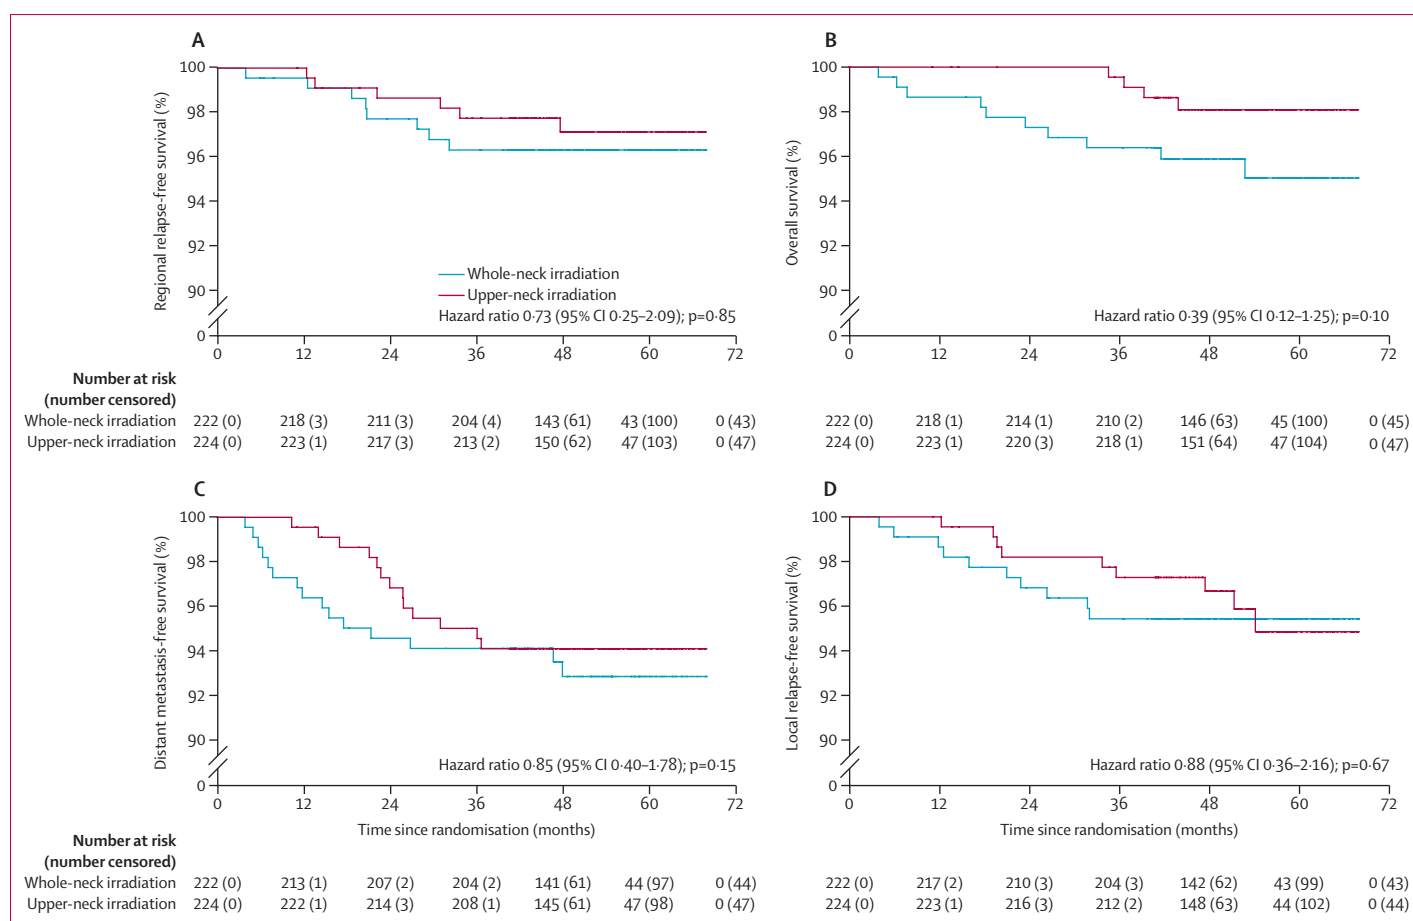 A
100
98
96
94
92
90
0
Regional relapse-free survival (%)
Whole-neck irradiation
Upper-neck irradiation
Hazard ratio 0·73 (95% CI 0·25–2·09); p=0·85
0 12 24 36 48 60 72
B
100
98
96
94
92
90
0
Overall survival (%)
Hazard ratio 0·39 (95% CI 0·12–1·25); p=0·10
0 12 24 36 48 60 72
Number at risk
(number censored)
Whole-neck irradiation 222 (0) 218 (3) 211 (3) 204 (4) 143 (61) 43 (100) 0 (43) 222 (0) 218 (1) 214 (1) 210 (2) 146 (63) 45 (100) 0 (45)
Upper-neck irradiation 224 (0) 223 (1) 217 (3) 213 (2) 150 (62) 47 (103) 0 (47) 224 (0) 223 (1) 220 (3) 218 (1) 151 (64) 47 (104) 0 (47)
C
100
98
96
94
92
90
0
Distant metastasis-free survival (%)
Hazard ratio 0·85 (95% CI 0·40–1·78); p=0·15
0 12 24 36 48 60 72
Time since randomisation (months)
D
100
98
96
94
92
90
0
Local relapse-free survival (%)
Hazard ratio 0·88 (95% CI 0·36–2·16); p=0·67
0 12 24 36 48 60 72
Time since randomisation (months)
Number at risk
(number censored)
Whole-neck irradiation 222 (0) 213 (1) 207 (2) 204 (2) 141 (61) 44 (97) 0 (44) 222 (0) 217 (2) 210 (3) 204 (3) 142 (62) 43 (99) 0 (43)
Upper-neck irradiation 224 (0) 222 (1) 214 (3) 208 (1) 145 (61) 47 (98) 0 (47) 224 (0) 223 (1) 216 (3) 212 (2) 148 (63) 44 (102) 0 (44)